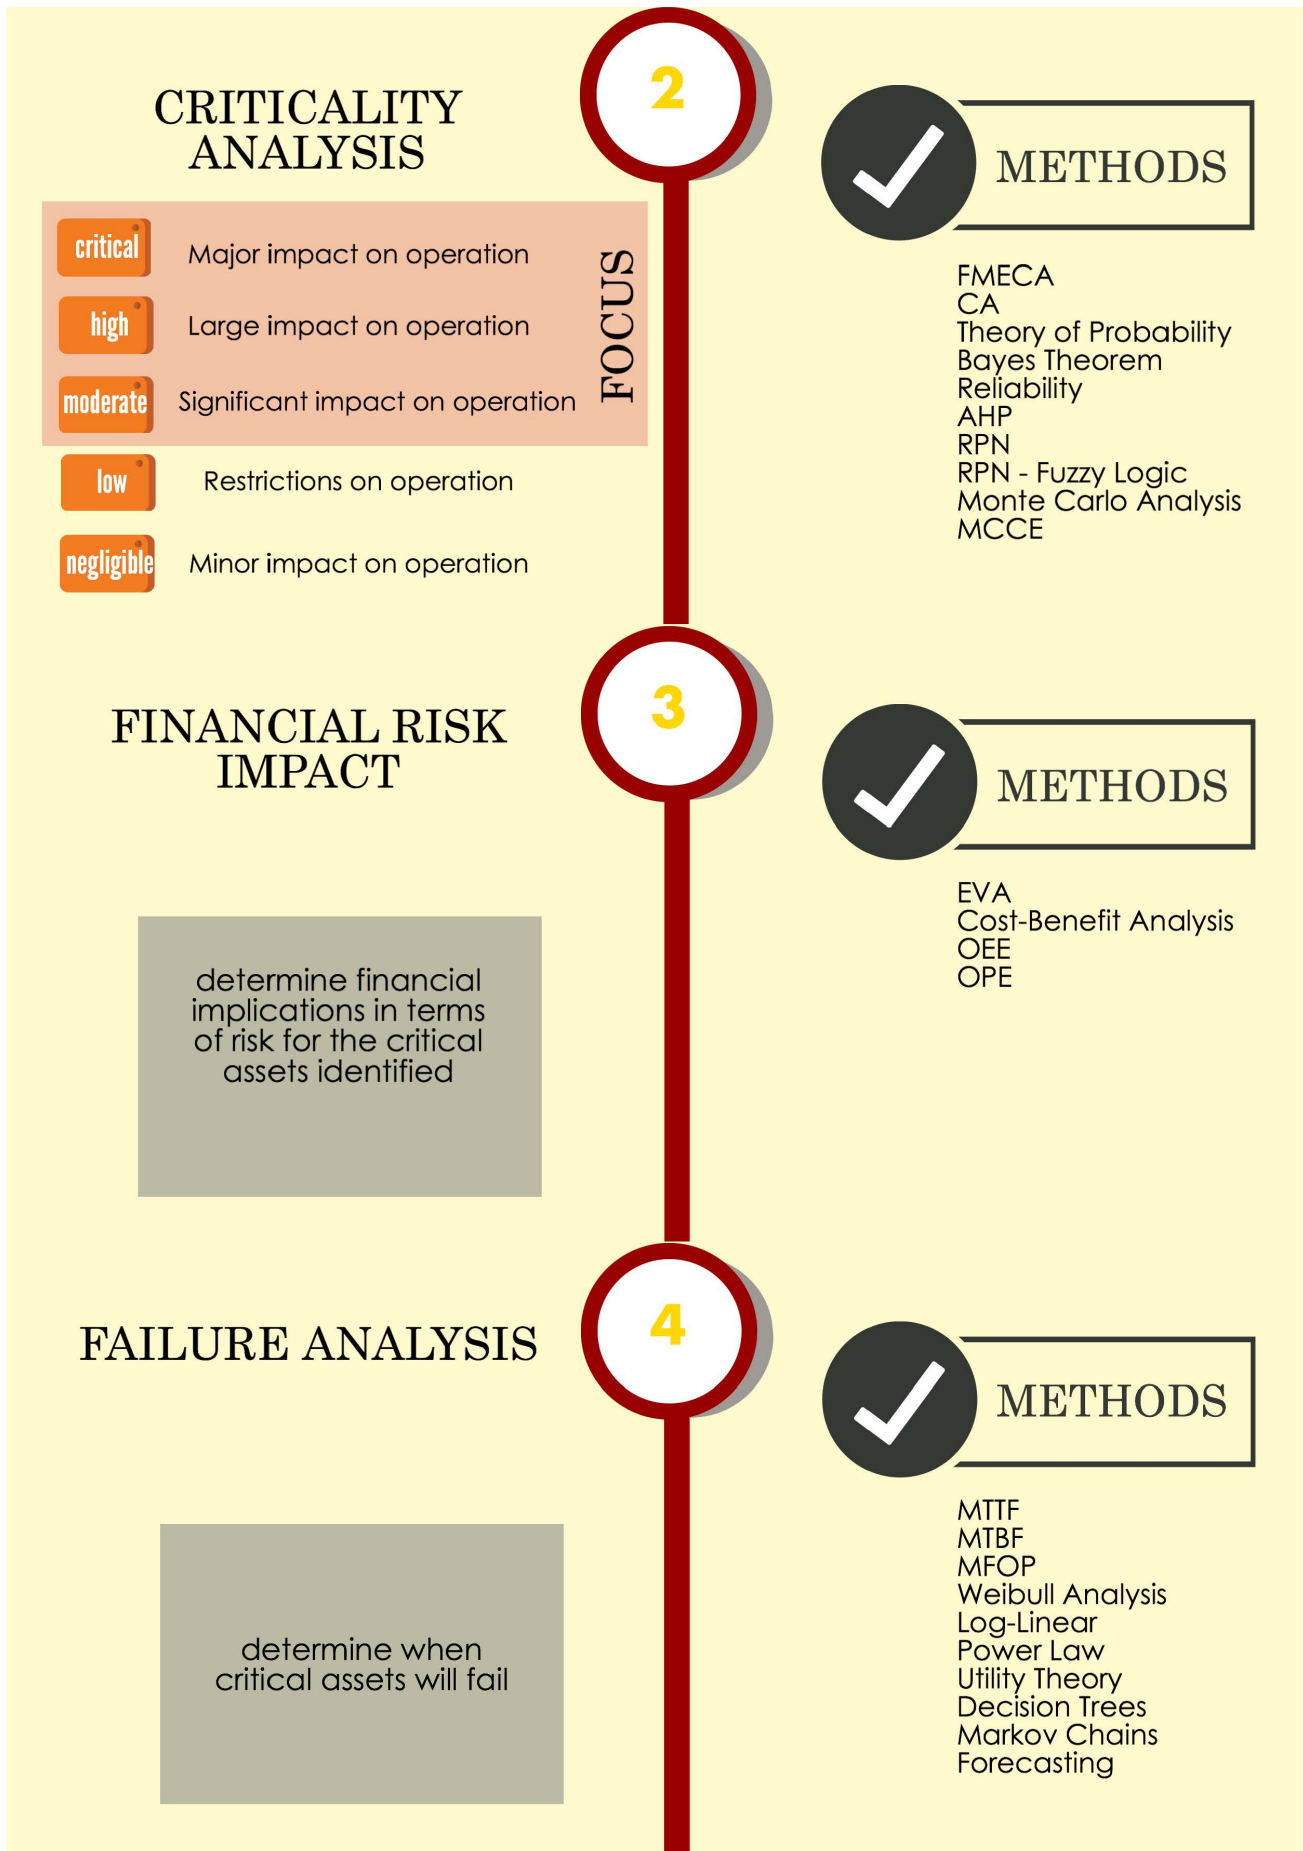 2
CRITICALITY
ANALYSIS
critical
Major impact on operation
high
Large impact on operation
moderate
Significant impact on operation
FOCUS
low
Restrictions on operation
negligible
Minor impact on operation
METHODS
FMECA
CA
Theory of Probability
Bayes Theorem
Reliability
AHP
RPN
RPN - Fuzzy Logic
Monte Carlo Analysis
MCCE
3
FINANCIAL RISK
IMPACT
determine financial
implications in terms
of risk for the critical
assets identified
METHODS
EVA
Cost-Benefit Analysis
OEE
OPE
4
FAILURE ANALYSIS
determine when
critical assets will fail
METHODS
MTTF
MTBF
MFOP
Weibull Analysis
Log-Linear
Power Law
Utility Theory
Decision Trees
Markov Chains
Forecasting